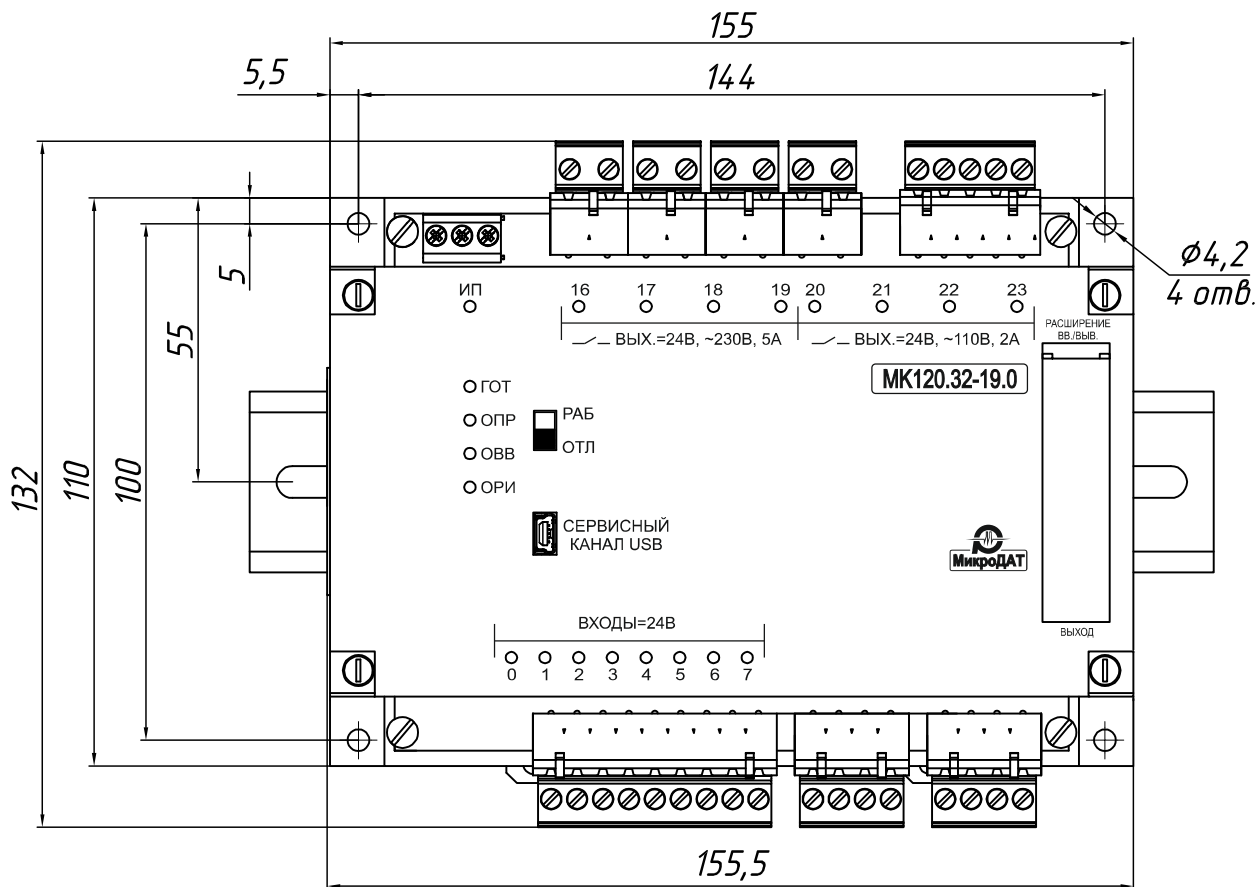 155
5,5
144
5
55
132
110
100
Ø4,2
4 отв.
ИП
16 17 18 19 20 21 22 23
ВЫХ.=24В, ~230В, 5А
ВЫХ.=24В, ~110В, 2А
РАСШИРЕНИЕ
ВВ./ВЫВ.
МК120.32-19.0
ГОТ
ОПР
ОВВ
ОРИ
РАБ
ОТЛ
СЕРВИСНЫЙ
КАНАЛ USB
МикроДАТ
ВХОДЫ=24В
0 1 2 3 4 5 6 7
ВЫХОД
155,5